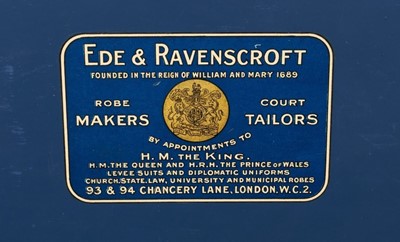 EDE & RAVENSCROFT
FOUNDED IN THE REIGN OF WILLIAM AND MARY 1689
ROBE MAKERS
COURT TAILORS
BY APPOINTMENTS TO
H.M. THE KING.
H.M. THE QUEEN AND H.R.H. THE PRINCE OF WALES
LEVEE SUITS AND DIPLOMATIC UNIFORMS
CHURCH, STATE, LAW, UNIVERSITY AND MUNICIPAL ROBES
93 & 94 CHANCERY LANE, LONDON. W.C.2.